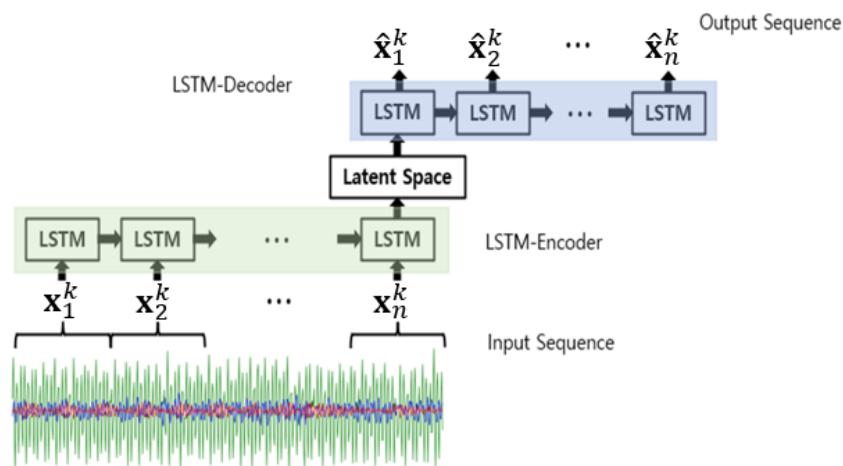 Output Sequence
x̂₁ᵏ x̂₂ᵏ ... x̂ₙᵏ
LSTM-Decoder
LSTM LSTM ... LSTM
Latent Space
LSTM LSTM ... LSTM
LSTM-Encoder
x₁ᵏ x₂ᵏ ... xₙᵏ
Input Sequence